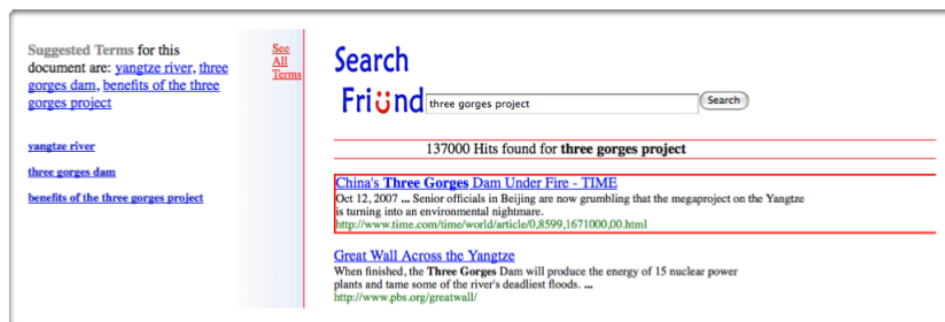 Suggested Terms for this
document are: yangtze river, three
gorges dam, benefits of the three
gorges project
yangtze river
three gorges dam
benefits of the three gorges project
See
All
Terms
Search
Friünd
three gorges project
Search
137000 Hits found for three gorges project
China's Three Gorges Dam Under Fire - TIME
Oct 12, 2007 ... Senior officials in Beijing are now grumbling that the megaproject on the Yangtze
is turning into an environmental nightmare.
http://www.time.com/time/world/article/0,8599,1671000,00.html
Great Wall Across the Yangtze
When finished, the Three Gorges Dam will produce the energy of 15 nuclear power
plants and tame some of the river's deadliest floods. ...
http://www.pbs.org/greatwall/